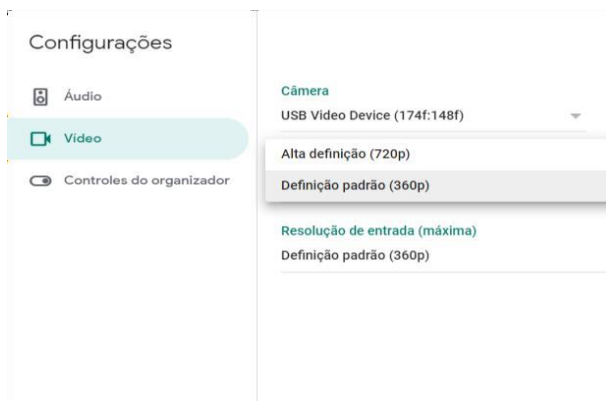 Configurações
Áudio
Vídeo
Controles do organizador
Câmera
USB Video Device (174f:148f)
Alta definição (720p)
Definição padrão (360p)
Resolução de entrada (máxima)
Definição padrão (360p)